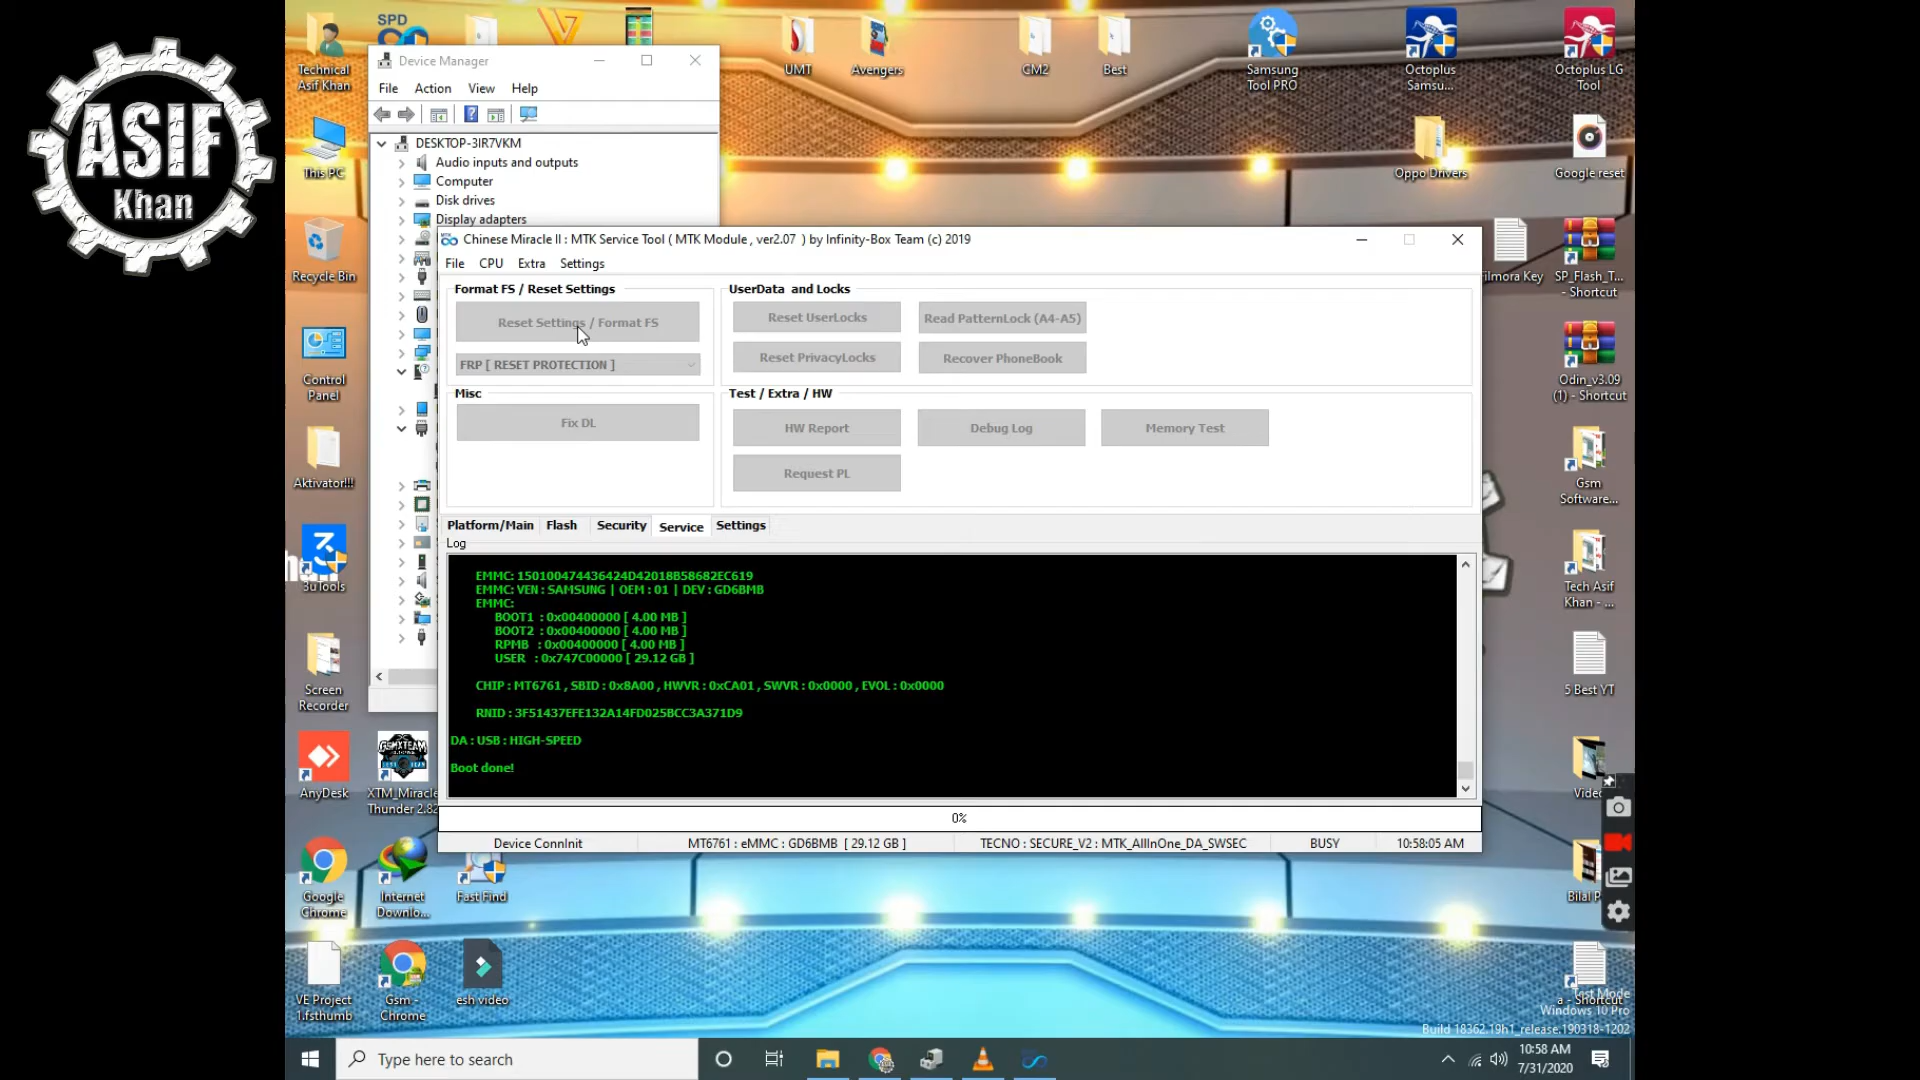 ASIF
Khan
Technical
Asif Khan
SPD
UMT
Avengers
CM2
Best
Samsung
Tool PRO
Octoplus
Samsu...
Octoplus LG
Tool
This PC
Oppo Drivers
Google reset
Recycle Bin
SP_Flash_T...
- Shortcut
Control
Panel
Odin_v3.09
(1) - Shortcut
Aktivator!!!
Gsm
Software...
3uTools
Tech Asif
Khan - ...
Screen
Recorder
5 Best YT
AnyDesk
XTM_Miracle
Thunder 2.82
Google
Chrome
Internet
Downlo...
Fast Find
VE Project
1.fsthumb
Gsm -
Chrome
esh video
a - Shortcut
Device Manager
File Action View Help
DESKTOP-3IR7VKM
Audio inputs and outputs
Computer
Disk drives
Display adapters
Chinese Miracle II : MTK Service Tool ( MTK Module , ver2.07 ) by Infinity-Box Team (c) 2019
File CPU Extra Settings
Format FS / Reset Settings
Reset Settings / Format FS
FRP [ RESET PROTECTION ]
Misc
Fix DL
UserData and Locks
Reset UserLocks
Read PatternLock (A4-A5)
Reset PrivacyLocks
Recover PhoneBook
Test / Extra / HW
HW Report
Debug Log
Memory Test
Request PL
Platform/Main Flash Security Service Settings
Log
EMMC: 150100474436424D42018B58682EC619
EMMC: VEN : SAMSUNG | OEM : 01 | DEV : GD6BMB
EMMC:
BOOT1 : 0x00400000 [ 4.00 MB ]
BOOT2 : 0x00400000 [ 4.00 MB ]
RPMB : 0x00400000 [ 4.00 MB ]
USER : 0x747C00000 [ 29.12 GB ]
CHIP : MT6761 , SBID : 0x8A00 , HWVR : 0xCA01 , SWVR : 0x0000 , EVOL : 0x0000
RNID : 3F51437EFE132A14FD025BCC3A371D9
DA : USB : HIGH-SPEED
Boot done!
0%
Device ConnInit
MT6761 : eMMC : GD6BMB [ 29.12 GB ]
TECNO : SECURE_V2 : MTK_AllInOne_DA_SWSEC
BUSY
10:58:05 AM
Test Mode
Windows 10 Pro
Build 18362.19h1_release.190318-1202
Type here to search
10:58 AM
7/31/2020